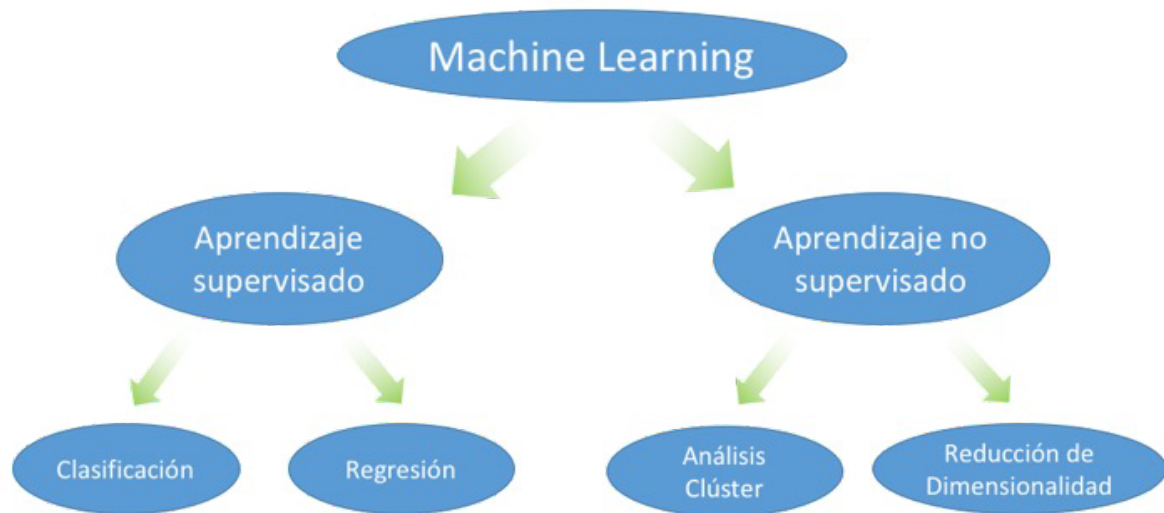 Machine Learning
Aprendizaje
supervisado
Aprendizaje no
supervisado
Clasificación
Regresión
Análisis
Clúster
Reducción de
Dimensionalidad